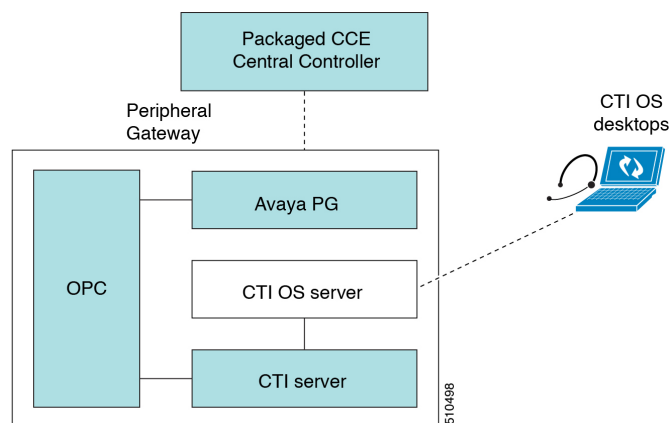 Packaged CCE
Central Controller
Peripheral
Gateway
CTI OS
desktops
Avaya PG
OPC
CTI OS server
CTI server
510498